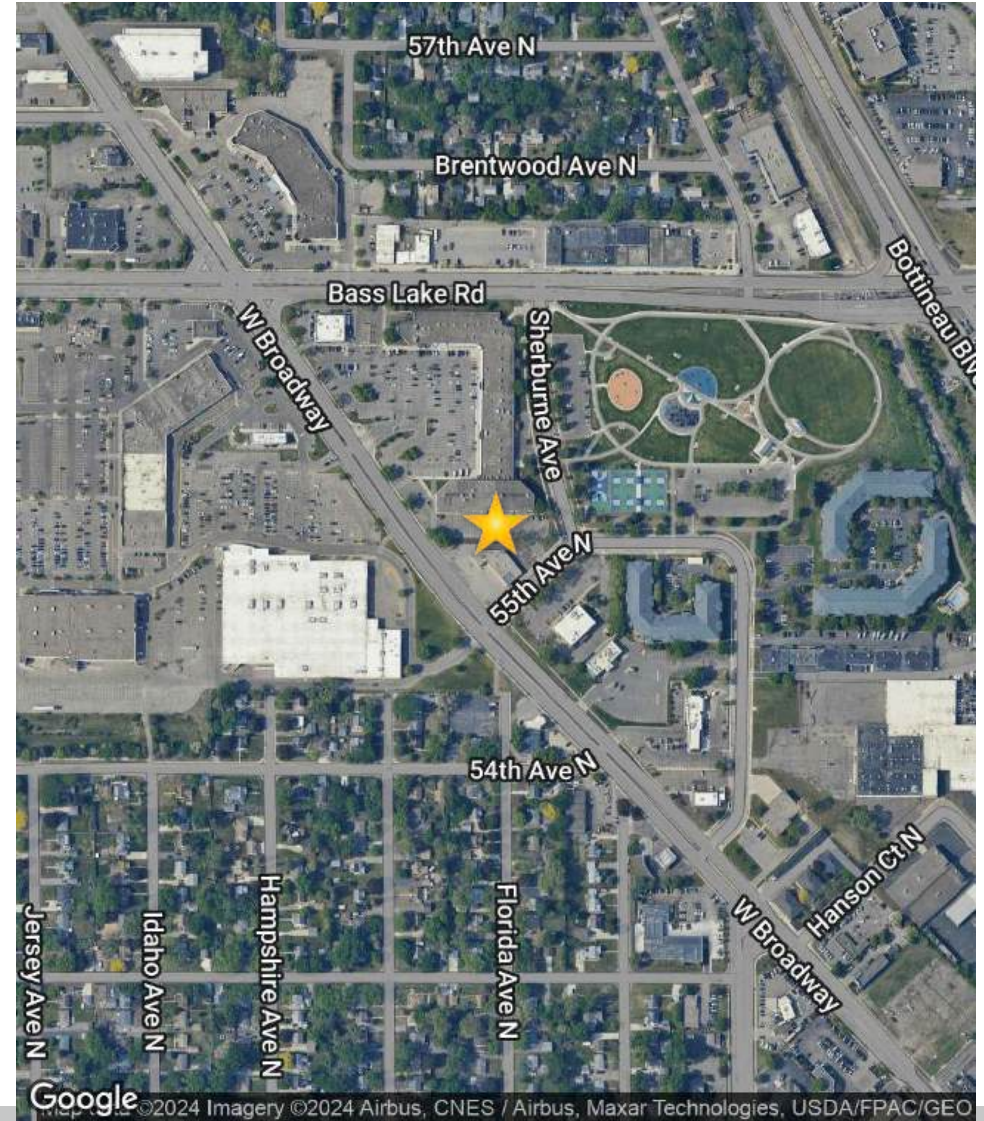 57th Ave N
Brentwood Ave N
Bottineau Blvd
Bass Lake Rd
W Broadway
Sherburne Ave
55th Ave N
54th Ave N
Hanson Ct N
W Broadway
Jersey Ave N
Idaho Ave N
Hampshire Ave N
Florida Ave N
Google
Map data ©2024 Imagery ©2024 Airbus, CNES / Airbus, Maxar Technologies, USDA/FPAC/GEO